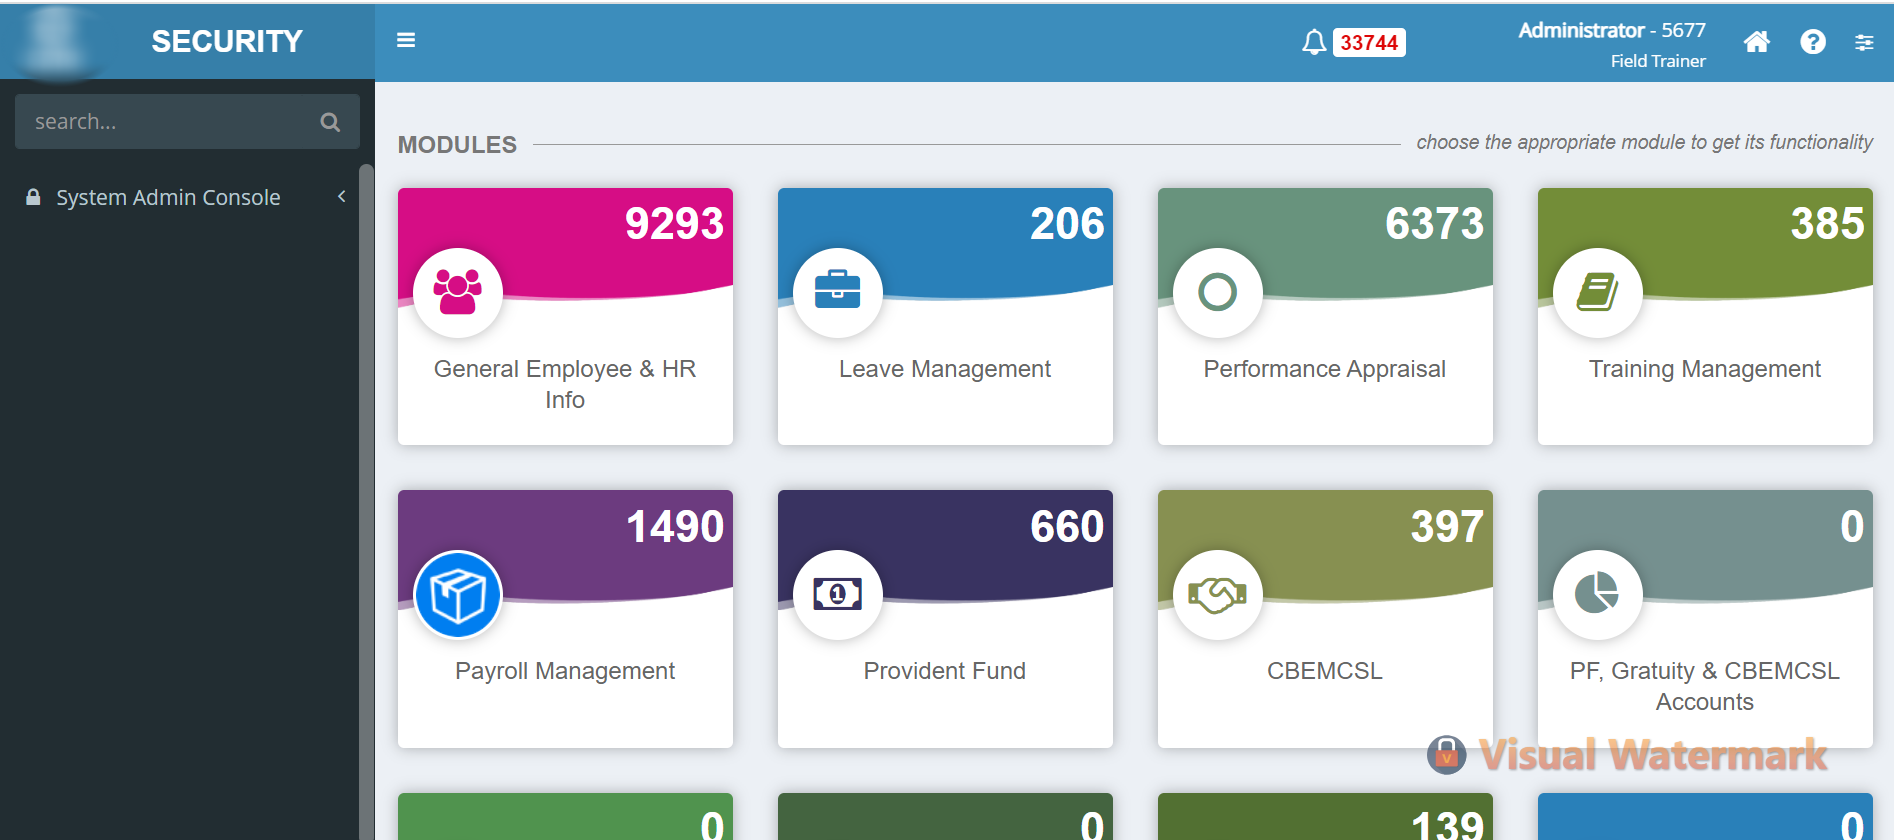 SECURITY
33744
Administrator - 5677
Field Trainer
search...
System Admin Console
MODULES
choose the appropriate module to get its functionality
9293
General Employee & HR
Info
206
Leave Management
6373
Performance Appraisal
385
Training Management
1490
Payroll Management
660
1
Provident Fund
397
CBEMCSL
0
PF, Gratuity & CBEMCSL
Accounts
V
Visual Watermark
0
0
139
0